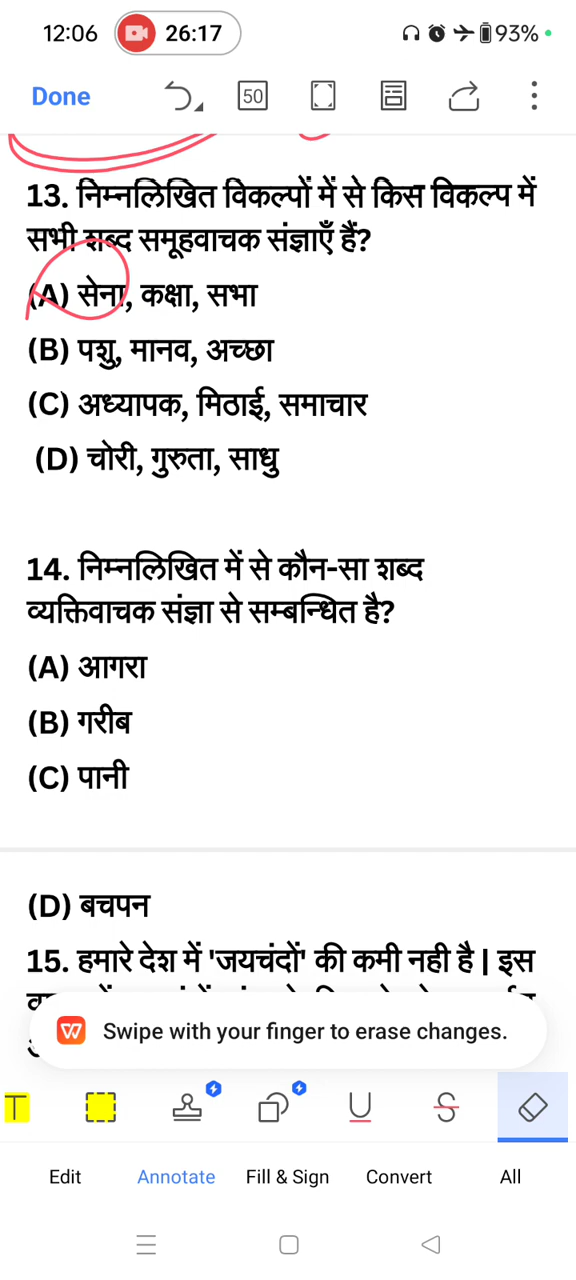 12:06
26:17
93%
Done
50
13. निम्नलिखित विकल्पों में से किस विकल्प में
सभी शब्द समूहवाचक संज्ञाएँ हैं?
(A) सेना, कक्षा, सभा
(B) पशु, मानव, अच्छा
(C) अध्यापक, मिठाई, समाचार
(D) चोरी, गुरुता, साधु
14. निम्नलिखित में से कौन-सा शब्द
व्यक्तिवाचक संज्ञा से सम्बन्धित है?
(A) आगरा
(B) गरीब
(C) पानी
(D) बचपन
15. हमारे देश में 'जयचंदों' की कमी नही है | इस
Swipe with your finger to erase changes.
T
U
S
Edit
Annotate
Fill & Sign
Convert
All